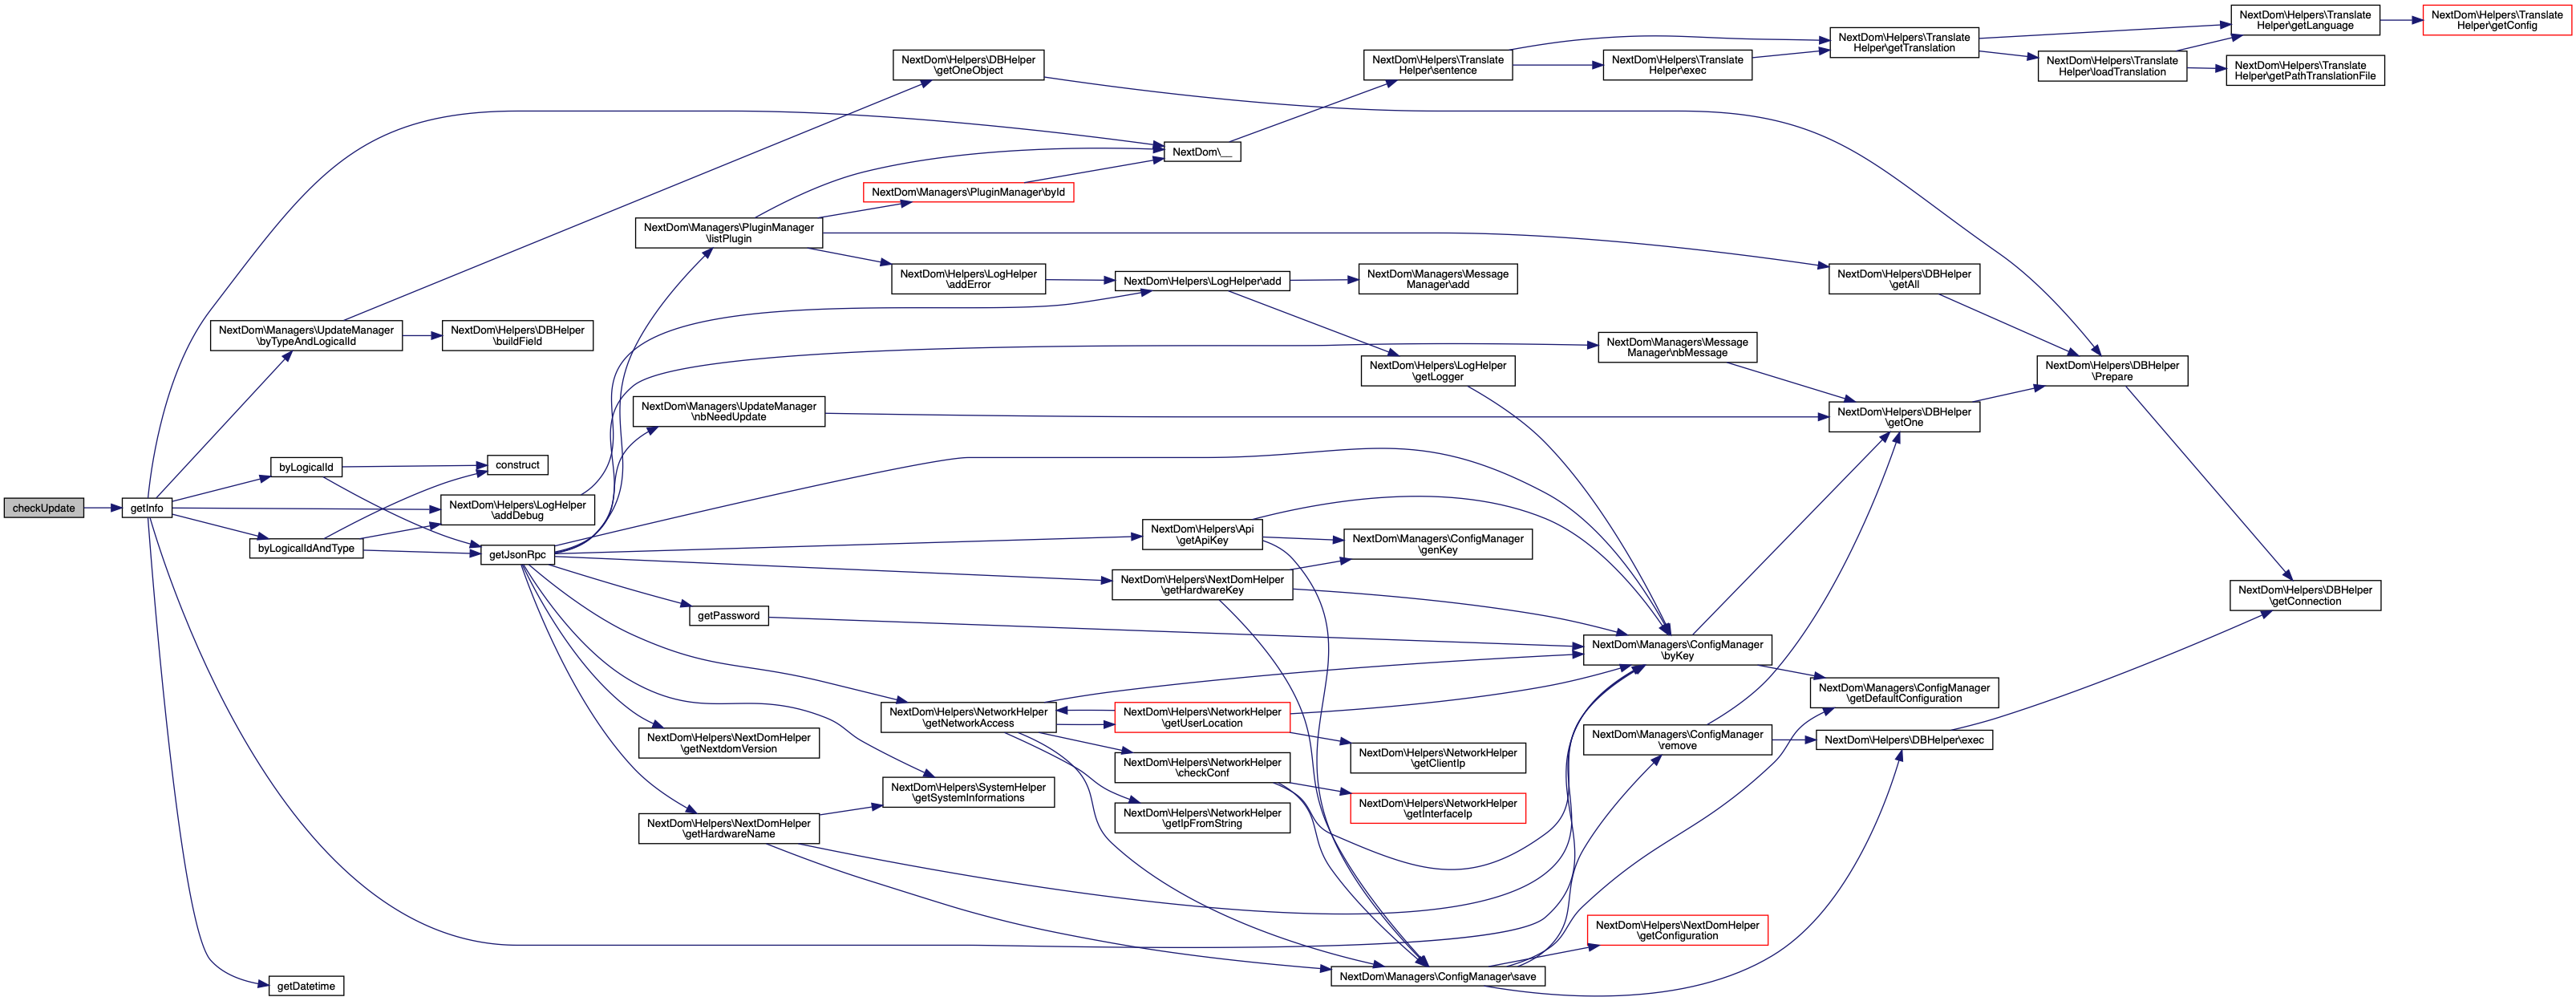 checkUpdate
getInfo
NextDom\Managers\UpdateManager
\byTypeAndLogicalId
byLogicalId
byLogicalIdAndType
getDatetime
NextDom\Helpers\DBHelper
\buildField
construct
NextDom\Helpers\LogHelper
\addDebug
getJsonRpc
NextDom\Managers\PluginManager
\listPlugin
NextDom\Managers\UpdateManager
\nbNeedUpdate
getPassword
NextDom\Helpers\NextDomHelper
\getNextdomVersion
NextDom\Helpers\NextDomHelper
\getHardwareName
NextDom\Helpers\DBHelper
\getOneObject
NextDom\Managers\PluginManager\byId
NextDom\Helpers\LogHelper
\addError
NextDom\Helpers\NetworkHelper
\getNetworkAccess
NextDom\Helpers\SystemHelper
\getSystemInformations
NextDom\__
NextDom\Helpers\LogHelper\add
NextDom\Helpers\Api
\getApiKey
NextDom\Helpers\NextDomHelper
\getHardwareKey
NextDom\Helpers\NetworkHelper
\getUserLocation
NextDom\Helpers\NetworkHelper
\checkConf
NextDom\Helpers\NetworkHelper
\getIpFromString
NextDom\Helpers\Translate
Helper\sentence
NextDom\Managers\Message
Manager\add
NextDom\Helpers\LogHelper
\getLogger
NextDom\Managers\ConfigManager
\genKey
NextDom\Helpers\NetworkHelper
\getClientIp
NextDom\Helpers\NetworkHelper
\getInterfaceIp
NextDom\Managers\ConfigManager\save
NextDom\Helpers\Translate
Helper\exec
NextDom\Managers\Message
Manager\nbMessage
NextDom\Managers\ConfigManager
\byKey
NextDom\Managers\ConfigManager
\remove
NextDom\Helpers\NextDomHelper
\getConfiguration
NextDom\Helpers\Translate
Helper\getTranslation
NextDom\Helpers\DBHelper
\getAll
NextDom\Helpers\DBHelper
\getOne
NextDom\Managers\ConfigManager
\getDefaultConfiguration
NextDom\Helpers\DBHelper\exec
NextDom\Helpers\Translate
Helper\loadTranslation
NextDom\Helpers\DBHelper
\Prepare
NextDom\Helpers\Translate
Helper\getLanguage
NextDom\Helpers\Translate
Helper\getPathTranslationFile
NextDom\Helpers\DBHelper
\getConnection
NextDom\Helpers\Translate
Helper\getConfig